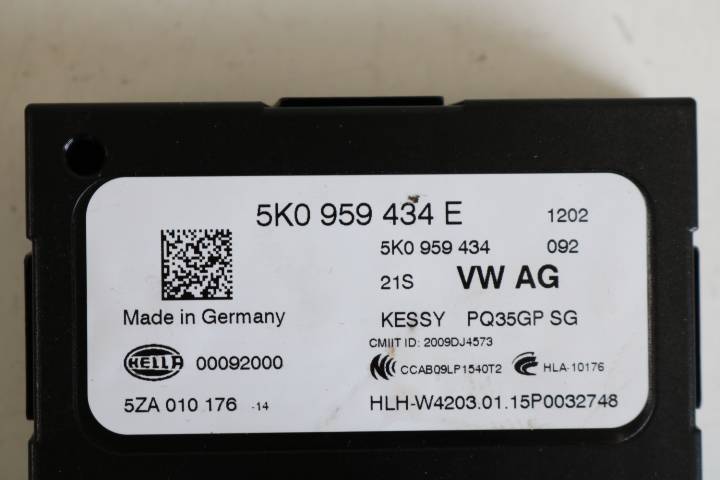 5K0 959 434 E 1202
5K0 959 434 092
21S VW AG
Made in Germany KESSY PQ35GP SG
CMIIT ID: 2009DJ4573
HELLA 00092000 CCAB09LP1540T2 HLA-10176
5ZA 010 176 -14 HLH-W4203.01.15P0032748